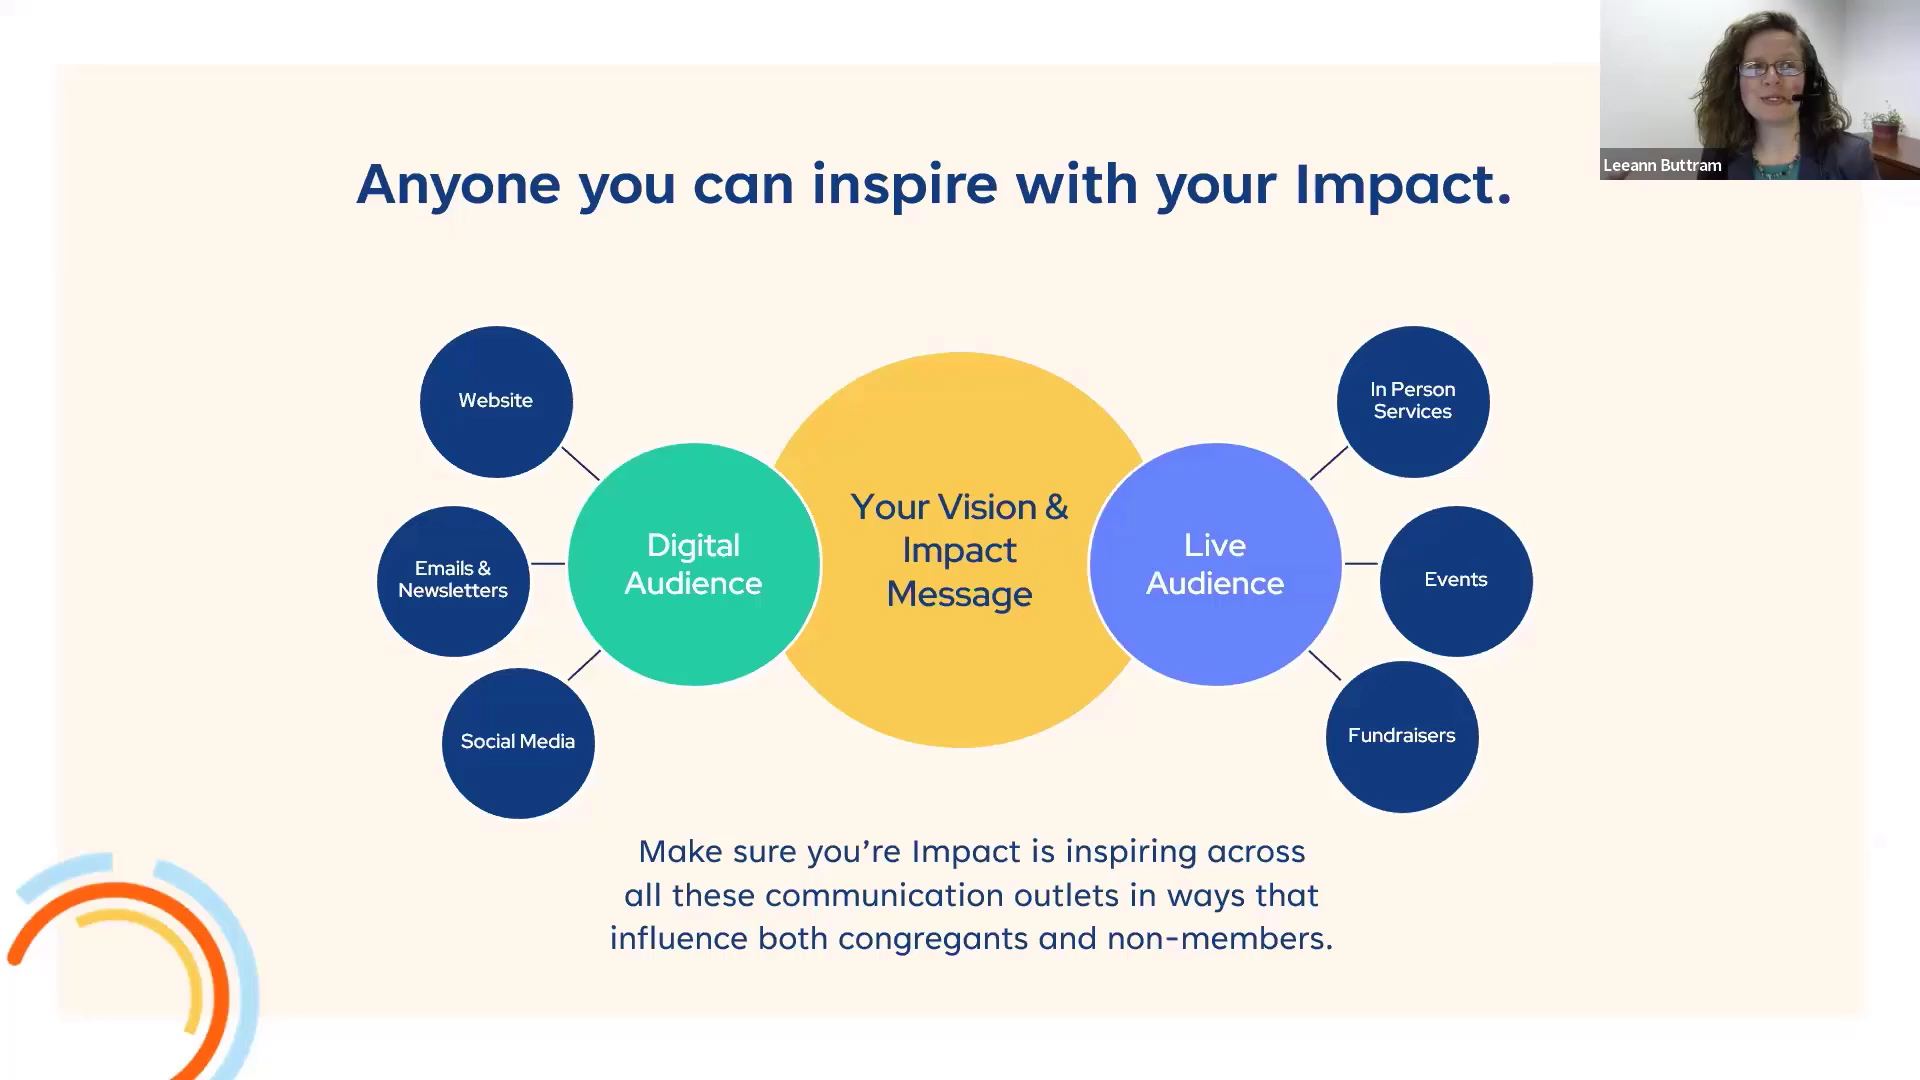 Leeann Buttram
Anyone you can inspire with your Impact.
Website
Emails &
Newsletters
Social Media
Digital
Audience
Your Vision &
Impact
Message
Live
Audience
In Person
Services
Events
Fundraisers
Make sure you’re Impact is inspiring across
all these communication outlets in ways that
influence both congregants and non-members.